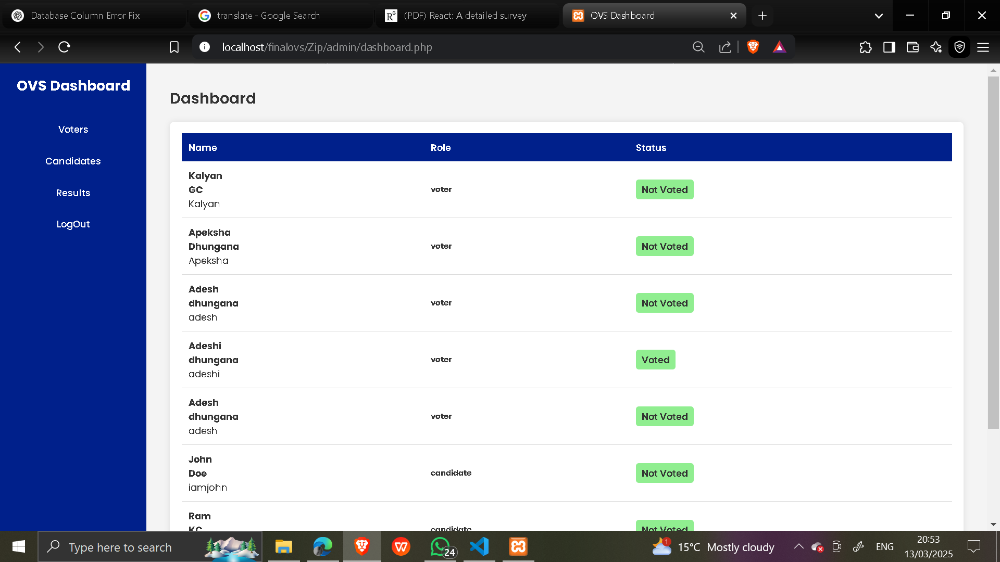 Database Column Error Fix
translate - Google Search
(PDF) React: A detailed survey
OVS Dashboard
localhost/finalovs/Zip/admin/dashboard.php
OVS Dashboard
Voters
Candidates
Results
LogOut
Dashboard
Name Role Status
Kalyan
GC
Kalyan
voter
Not Voted
Apeksha
Dhungana
Apeksha
voter
Not Voted
Adesh
dhungana
adesh
voter
Not Voted
Adeshi
dhungana
adeshi
voter
Voted
Adesh
dhungana
adesh
voter
Not Voted
John
Doe
iamjohn
candidate
Not Voted
Ram
KC
candidate
Not Voted
Type here to search
24
1
15°C Mostly cloudy
ENG
20:53
13/03/2025